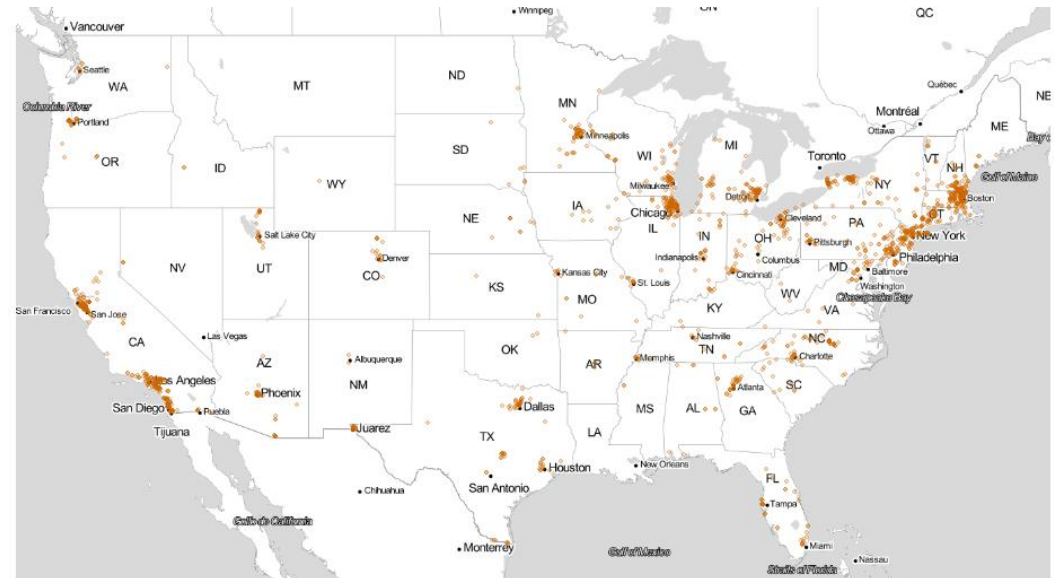 Winnipeg
ON
QC
Vancouver
Seattle
WA
MT
ND
MN
Québec
Montréal
Ottawa
ME
Columbia River
Portland
OR
ID
WY
SD
Minneapolis
WI
MI
Toronto
VT
NH
NY
Gulf of Maine
Boston
Milwaukee
Detroit
Chicago
IA
NE
IL
IN
OH
Cleveland
PA
CT
New York
Pittsburgh
Philadelphia
Salt Lake City
NV
UT
Denver
CO
KS
Kansas City
MO
St. Louis
Indianapolis
Columbus
Cincinnati
MD
Baltimore
Washington
WV
Chesapeake Bay
VA
KY
San Francisco
San Jose
CA
Las Vegas
AZ
Albuquerque
NM
OK
AR
Memphis
Nashville
TN
NC
Charlotte
SC
Los Angeles
Phoenix
San Diego
Puebla
Tijuana
Juarez
Dallas
TX
LA
MS
AL
Atlanta
GA
Houston
San Antonio
New Orleans
FL
Tampa
Chihuahua
Golfo de California
Monterrey
Gulf of Mexico
Miami
Nassau
Straits of Florida